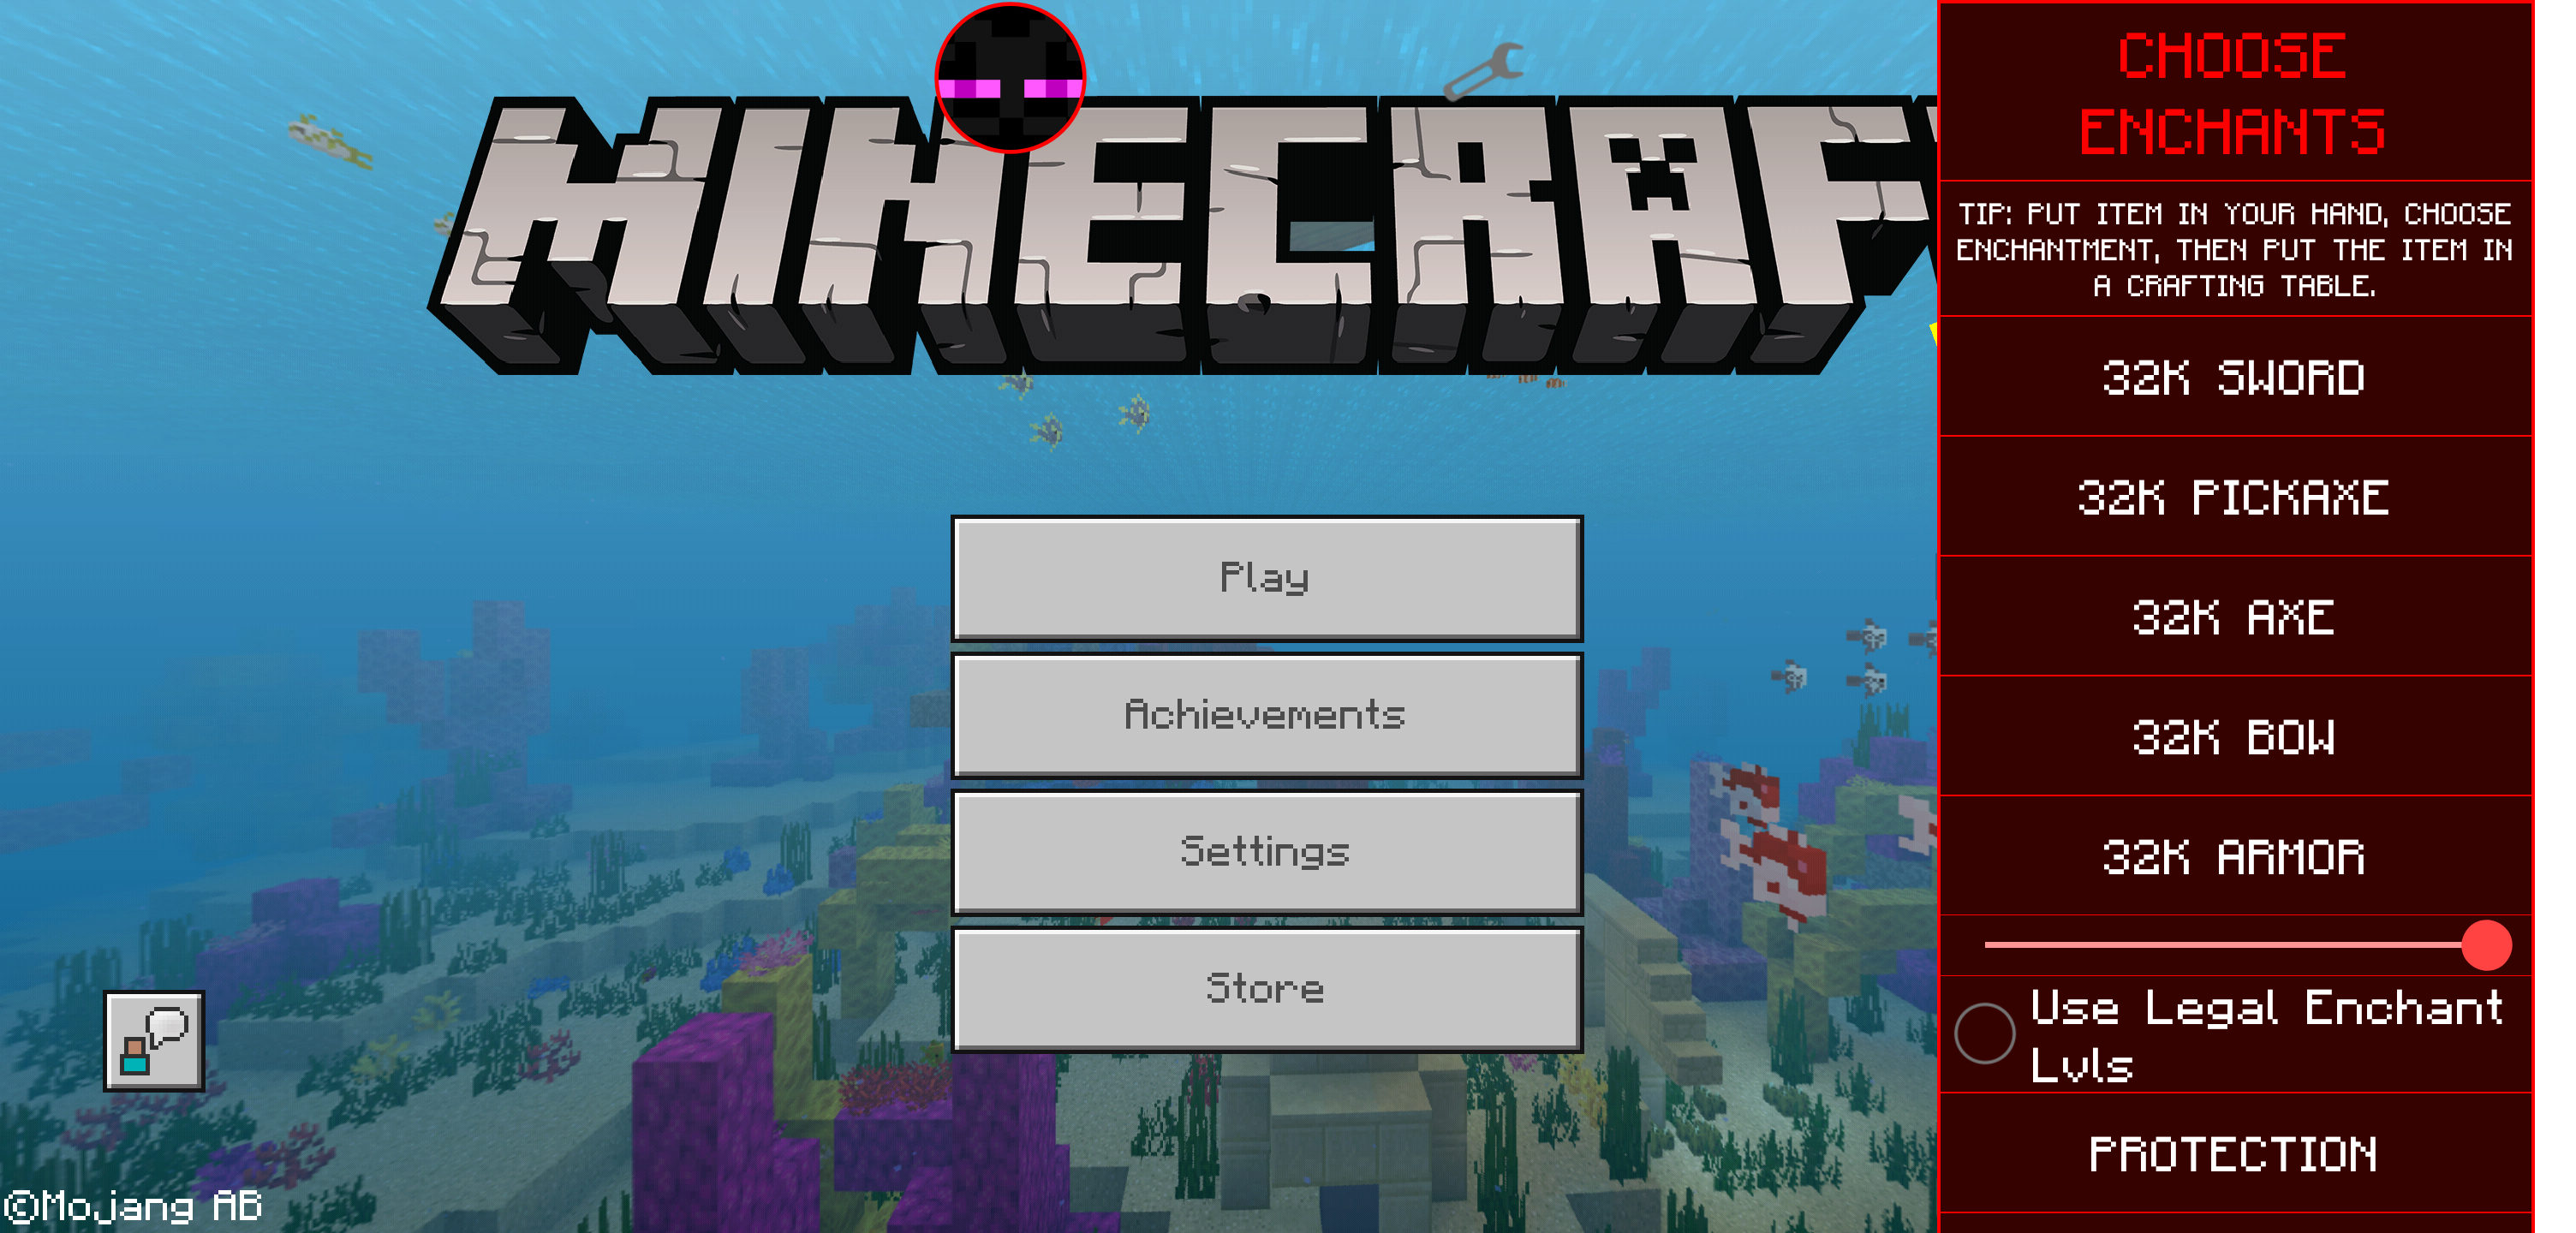 MINECRAF
Play
Achievements
Settings
Store
©Mojang AB
CHOOSE
ENCHANTS
TIP: PUT ITEM IN YOUR HAND, CHOOSE
ENCHANTMENT, THEN PUT THE ITEM IN
A CRAFTING TABLE.
32K SWORD
32K PICKAXE
32K AXE
32K BOW
32K ARMOR
Use Legal Enchant
Lvls
PROTECTION